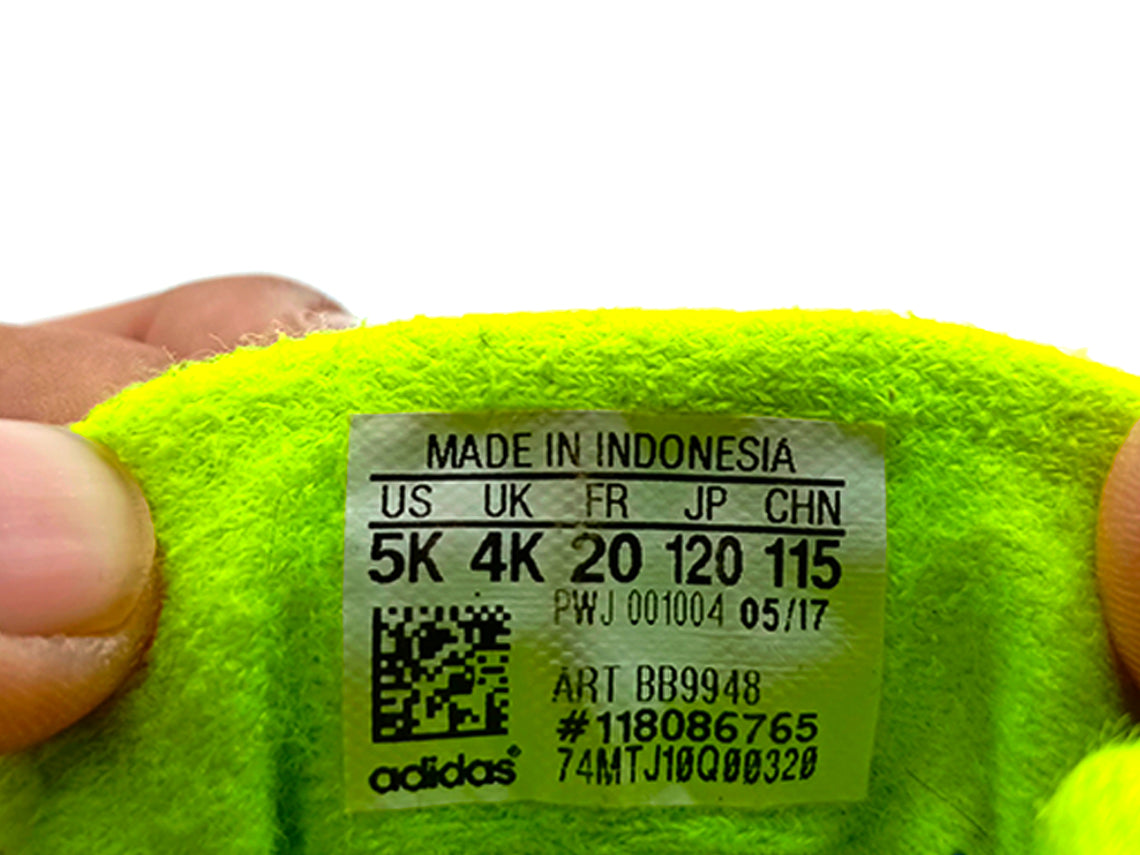 MADE IN INDONESIA
US UK FR JP CHN
5K 4K 20 120 115
PWJ 001004 05/17
ART BB9948
#118086765
74MTJ10Q00320
adidas®